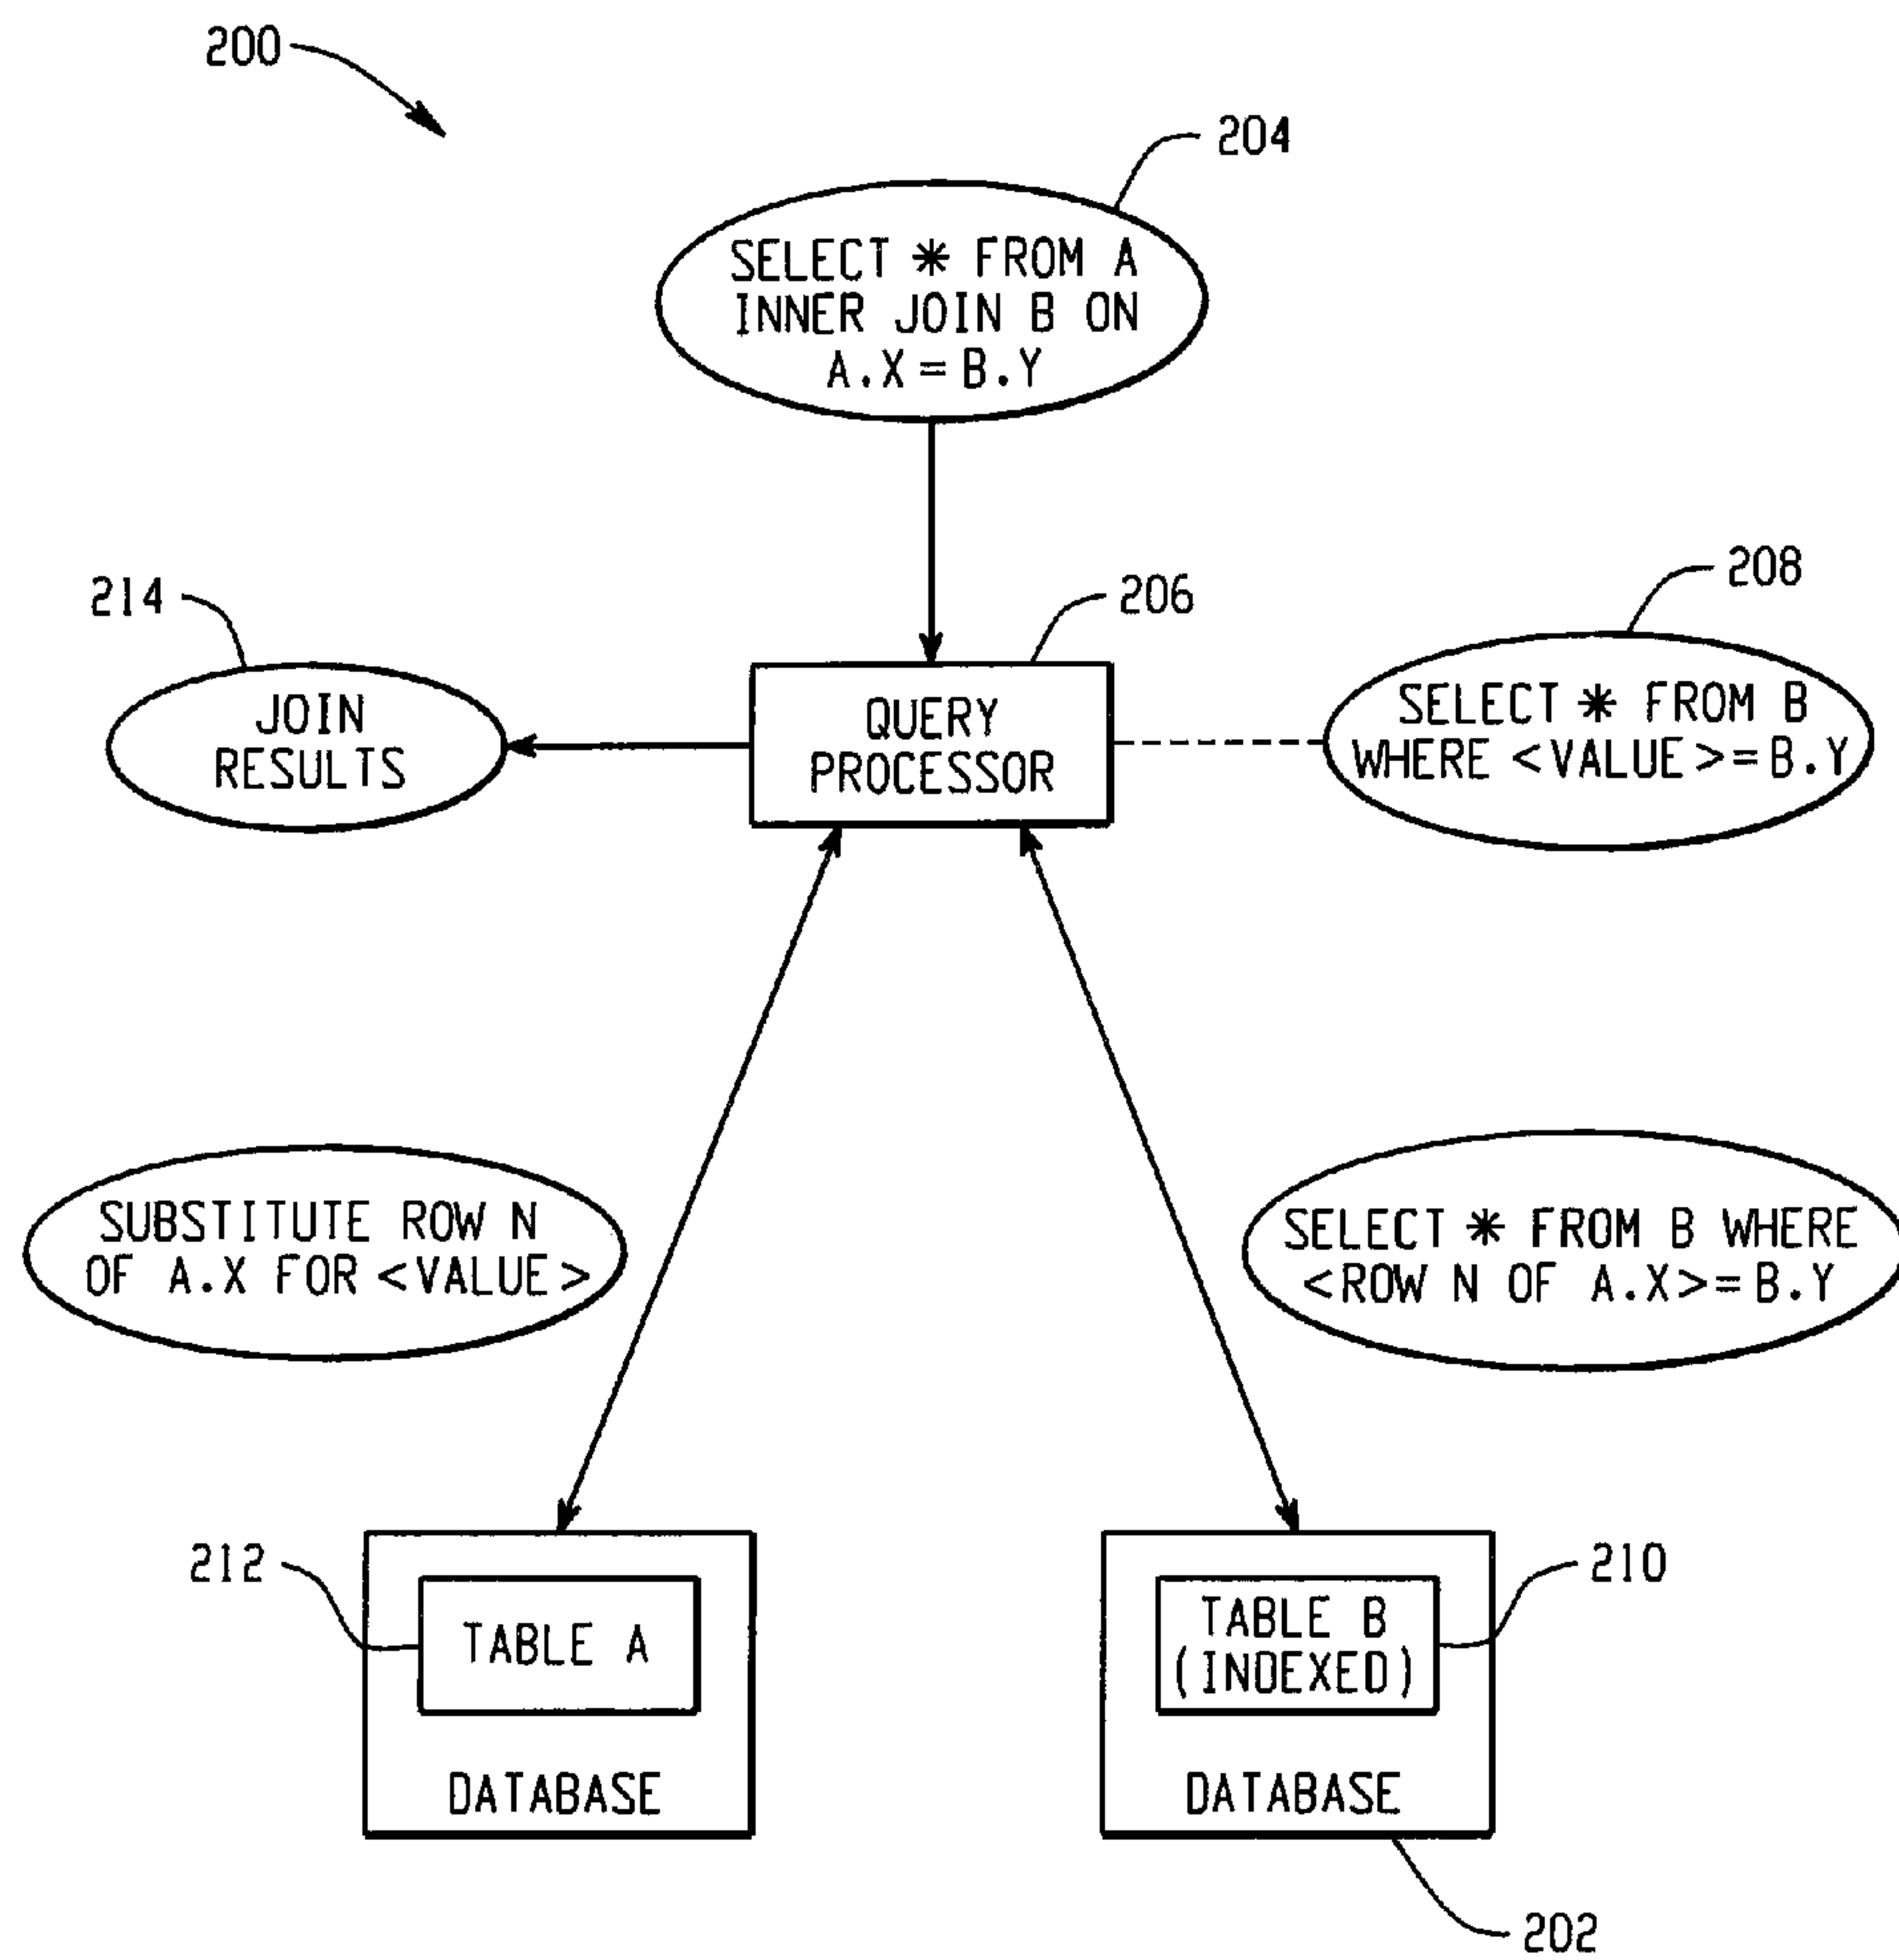 200
204
SELECT * FROM A
INNER JOIN B ON
A.X=B.Y
214
206
208
JOIN
RESULTS
QUERY
PROCESSOR
SELECT * FROM B
WHERE <VALUE>=B.Y
SUBSTITUTE ROW N
OF A.X FOR <VALUE>
SELECT * FROM B WHERE
<ROW N OF A.X>=B.Y
212
TABLE A
DATABASE
210
TABLE B
(INDEXED)
DATABASE
202